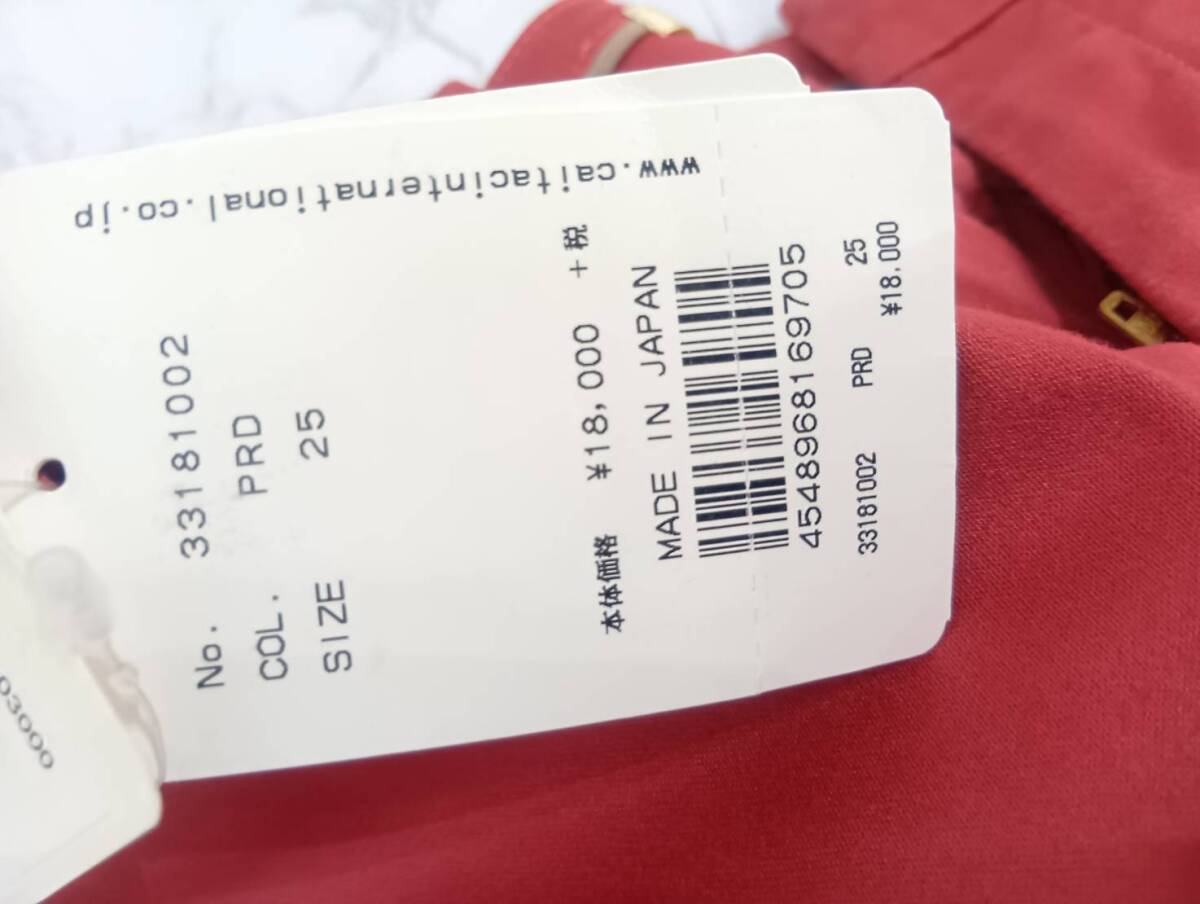 www.caitacinternational.co.jp
No. 33181002
COL. PRD
SIZE 25
本体価格 ¥18,000 +税
MADE IN JAPAN
4548968169705
33181002 PRD 25
¥18,000
03000